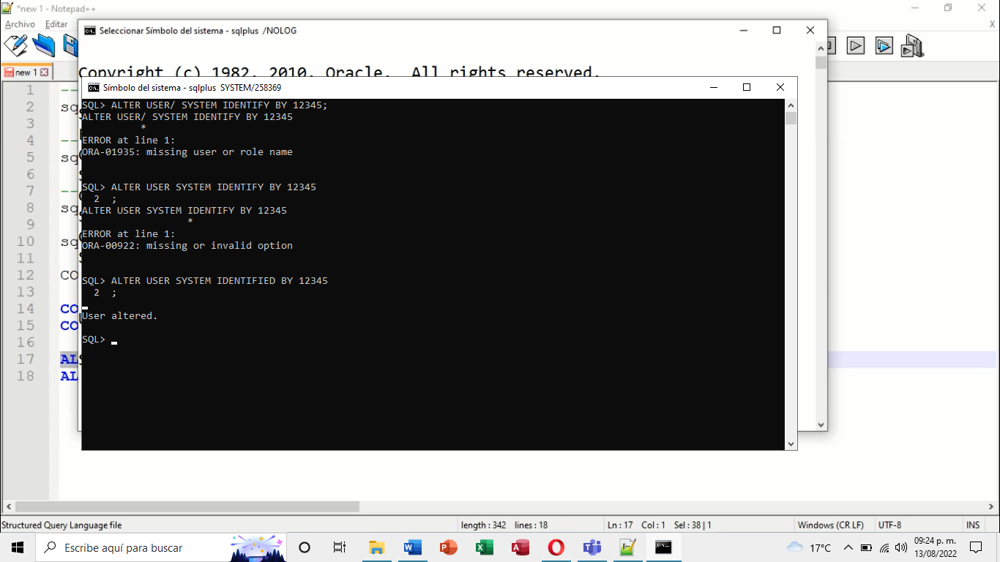 *new 1 - Notepad++
Archivo Editar
X
Seleccionar Símbolo del sistema - sqlplus /NOLOG
new 1
Copyright (c) 1982, 2010, Oracle. All rights reserved.
Símbolo del sistema - sqlplus SYSTEM/258369
SQL> ALTER USER/ SYSTEM IDENTIFY BY 12345;
ALTER USER/ SYSTEM IDENTIFY BY 12345
*
ERROR at line 1:
ORA-01935: missing user or role name
SQL> ALTER USER SYSTEM IDENTIFY BY 12345
2 ;
ALTER USER SYSTEM IDENTIFY BY 12345
*
ERROR at line 1:
ORA-00922: missing or invalid option
SQL> ALTER USER SYSTEM IDENTIFIED BY 12345
2 ;
User altered.
SQL>
1 --
2 sq
3
4 --
5 sq
6
7 --
8 sq
9
10 sq
11
12 CO
13
14 CO
15 CO
16
17 AL
18 AL
Structured Query Language file
length : 342 lines : 18
Ln : 17 Col : 1 Sel : 38 | 1
Windows (CR LF)
UTF-8
INS
Escribe aquí para buscar
17°C
09:24 p. m.
13/08/2022